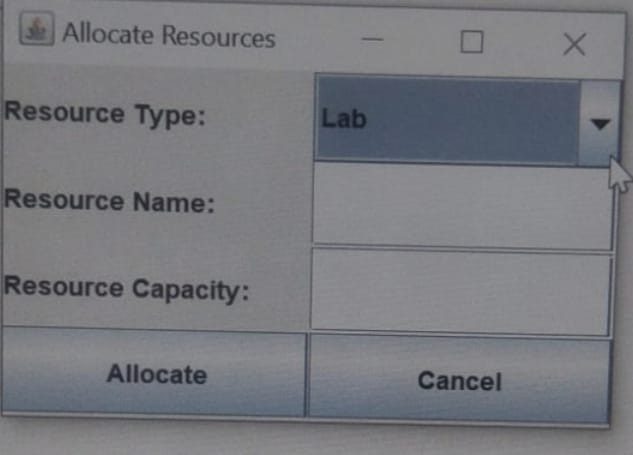 Allocate Resources
Resource Type: Lab
Resource Name:
Resource Capacity:
Allocate Cancel